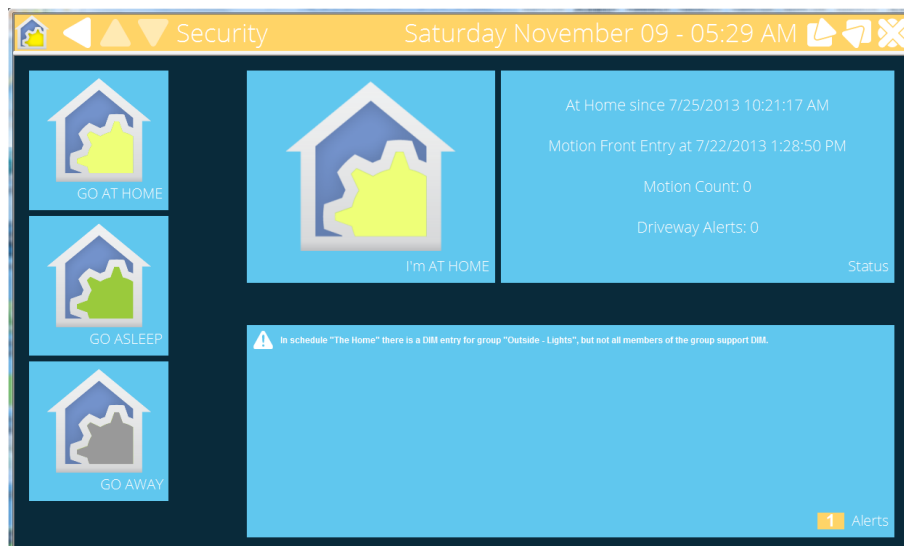 Security
Saturday November 09 - 05:29 AM
GO AT HOME
GO ASLEEP
GO AWAY
I'm AT HOME
At Home since 7/25/2013 10:21:17 AM
Motion Front Entry at 7/22/2013 1:28:50 PM
Motion Count: 0
Driveway Alerts: 0
Status
In schedule "The Home" there is a DIM entry for group "Outside - Lights", but not all members of the group support DIM.
1 Alerts